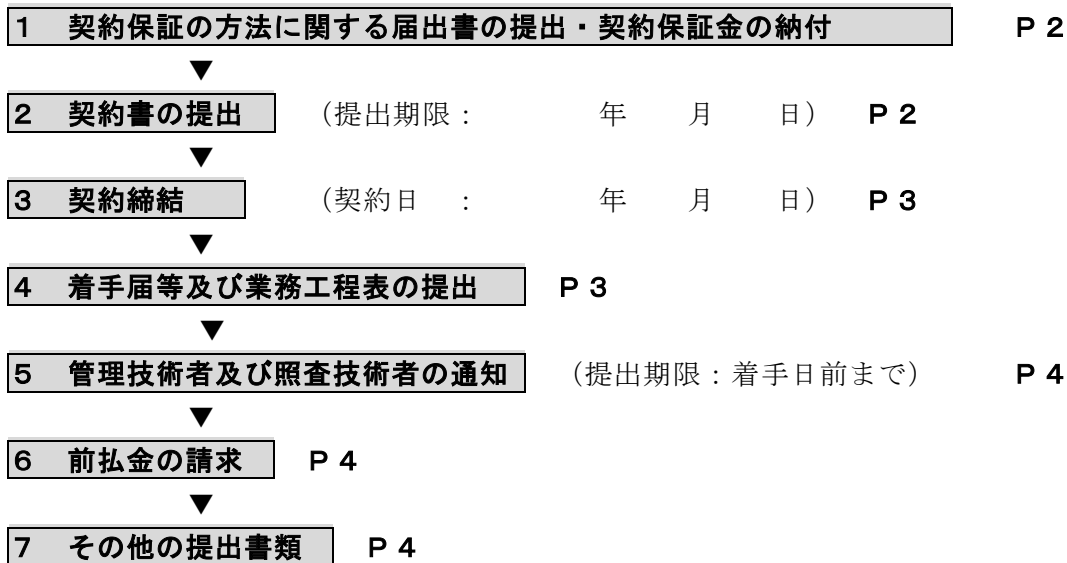 １　契約保証の方法に関する届出書の提出・契約保証金の納付　Ｐ２
▼
２　契約書の提出　（提出期限：　　　年　　月　　日）　Ｐ２
▼
３　契約締結　（契約日　：　　　年　　月　　日）　Ｐ３
▼
４　着手届等及び業務工程表の提出　Ｐ３
▼
５　管理技術者及び照査技術者の通知　（提出期限：着手日前まで）　Ｐ４
▼
６　前払金の請求　Ｐ４
▼
７　その他の提出書類　Ｐ４